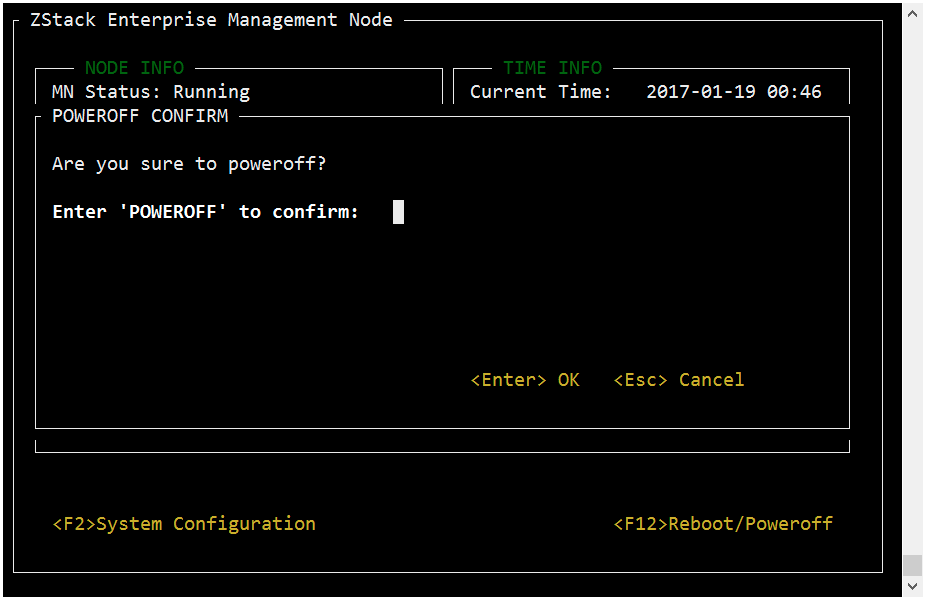 ZStack Enterprise Management Node
NODE INFO
MN Status: Running
TIME INFO
Current Time: 2017-01-19 00:46
POWEROFF CONFIRM
Are you sure to poweroff?
Enter 'POWEROFF' to confirm:
<Enter> OK <Esc> Cancel
<F2>System Configuration <F12>Reboot/Poweroff